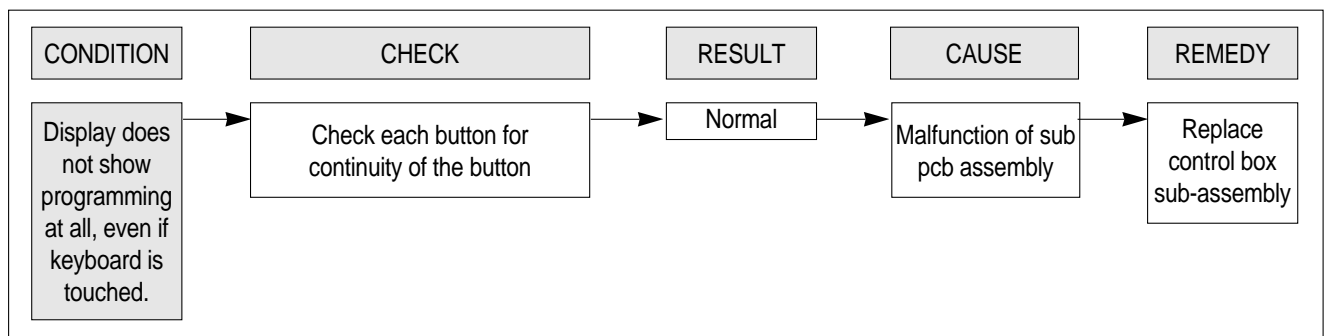 CONDITION
CHECK
RESULT
CAUSE
REMEDY
Display does
not show
programming
at all, even if
keyboard is
touched.
Check each button for
continuity of the button
Normal
Malfunction of sub
pcb assembly
Replace
control box
sub-assembly